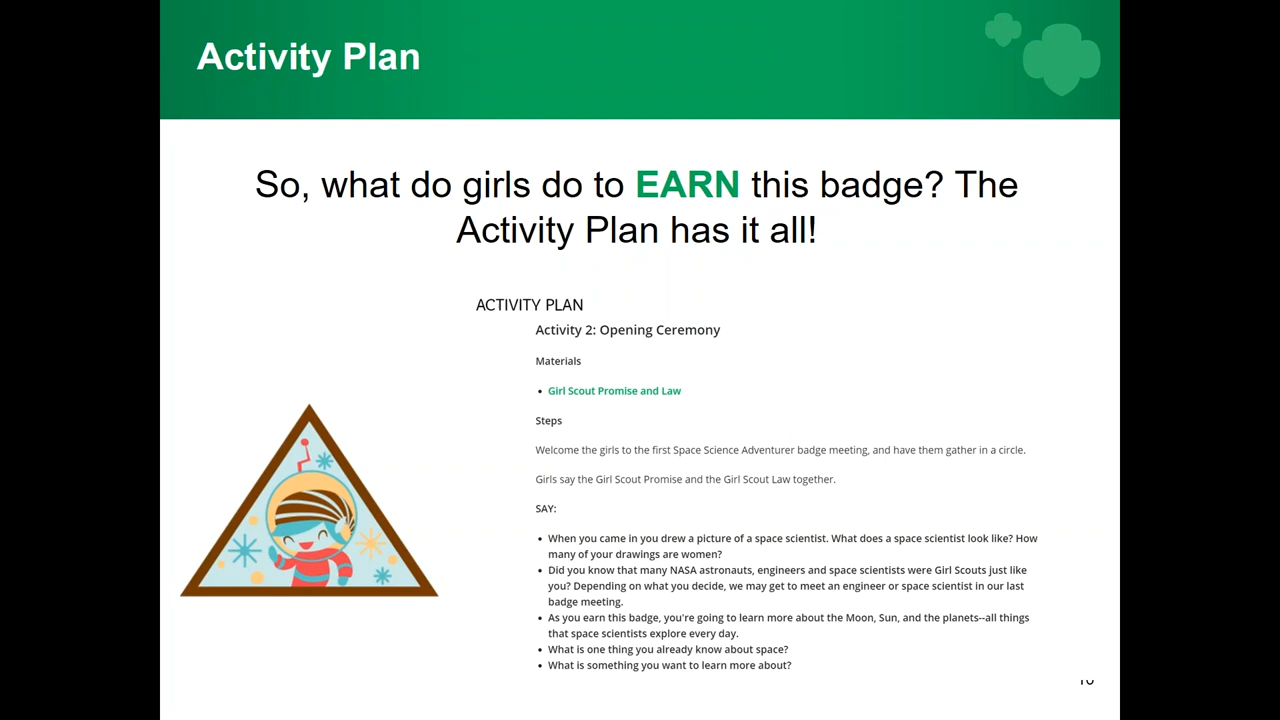 Activity Plan
So, what do girls do to EARN this badge? The
Activity Plan has it all!
ACTIVITY PLAN
Activity 2: Opening Ceremony
Materials
• Girl Scout Promise and Law
Steps
Welcome the girls to the first Space Science Adventurer badge meeting, and have them gather in a circle.
Girls say the Girl Scout Promise and the Girl Scout Law together.
SAY:
• When you came in you drew a picture of a space scientist. What does a space scientist look like? How
many of your drawings are women?
• Did you know that many NASA astronauts, engineers and space scientists were Girl Scouts just like
you? Depending on what you decide, we may get to meet an engineer or space scientist in our last
badge meeting.
• As you earn this badge, you're going to learn more about the Moon, Sun, and the planets--all things
that space scientists explore every day.
• What is one thing you already know about space?
• What is something you want to learn more about?